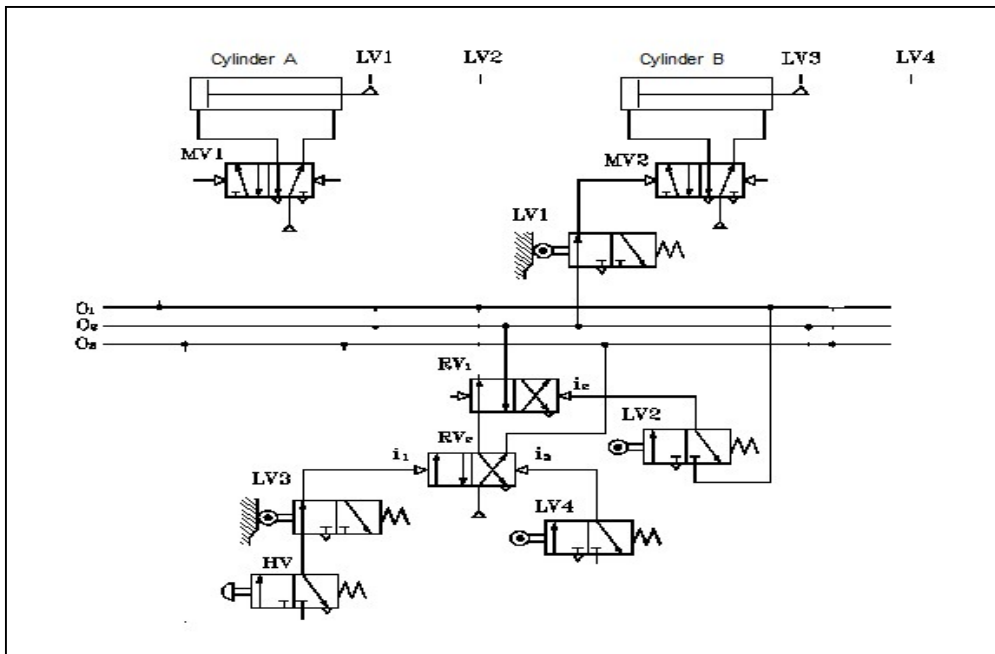 Cylinder A LV1 LV2 Cylinder B LV3 LV4
MV1 MV2
LV1
O₁
O₂
O₃
RV₁
i₂
LV2
RV₂
i₁ i₃
LV3
LV4
HV